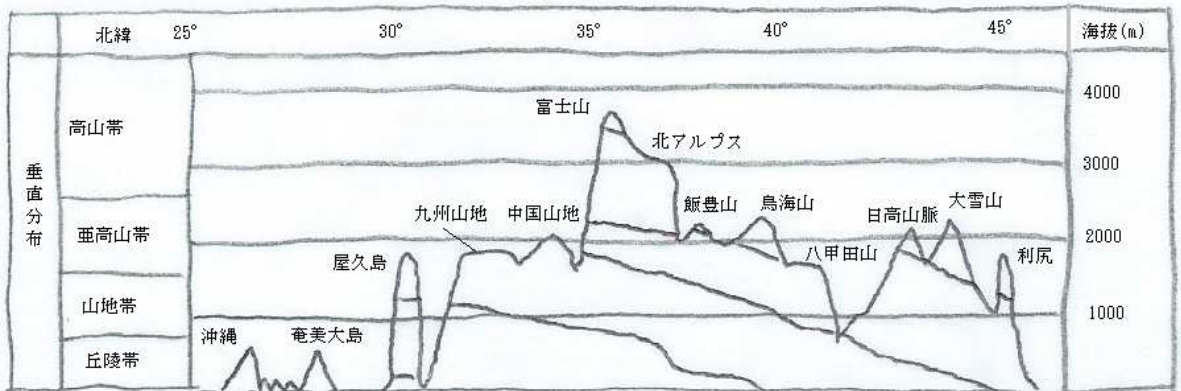 北緯 25° 30° 35° 40° 45° 海抜(m)
垂直分布
高山帯
亜高山帯
山地帯
丘陵帯
4000
3000
2000
1000
富士山
北アルプス
飯豊山
鳥海山
大雪山
九州山地
中国山地
日高山脈
屋久島
八甲田山
利尻
沖縄
奄美大島